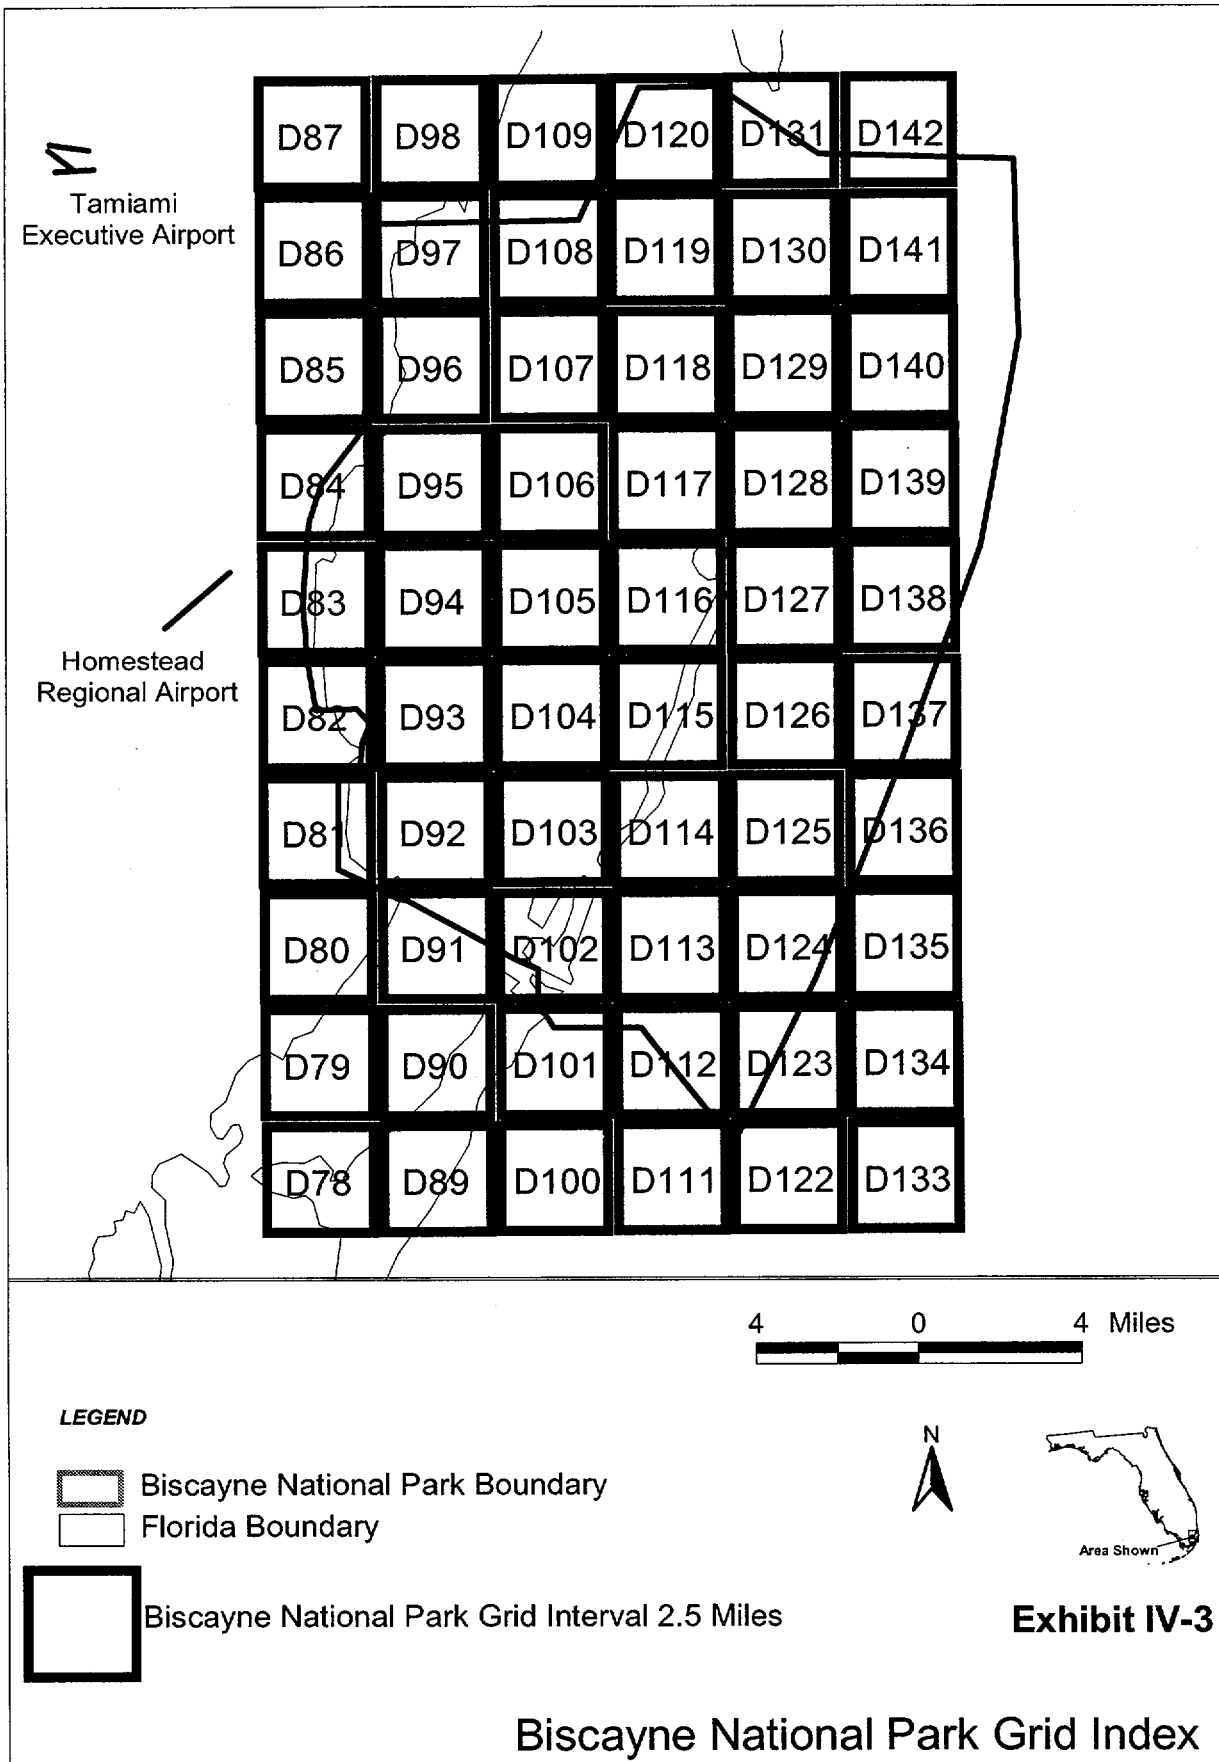 D87 D98 D109 D120 D131 D142
Tamiami
Executive Airport
D86 D97 D108 D119 D130 D141
D85 D96 D107 D118 D129 D140
D84 D95 D106 D117 D128 D139
D83 D94 D105 D116 D127 D138
Homestead
Regional Airport
D82 D93 D104 D115 D126 D137
D81 D92 D103 D114 D125 D136
D80 D91 D102 D113 D124 D135
D79 D90 D101 D112 D123 D134
D78 D89 D100 D111 D122 D133
4 0 4 Miles
LEGEND
N
Biscayne National Park Boundary
Florida Boundary
Area Shown
Biscayne National Park Grid Interval 2.5 Miles
Exhibit IV-3
Biscayne National Park Grid Index